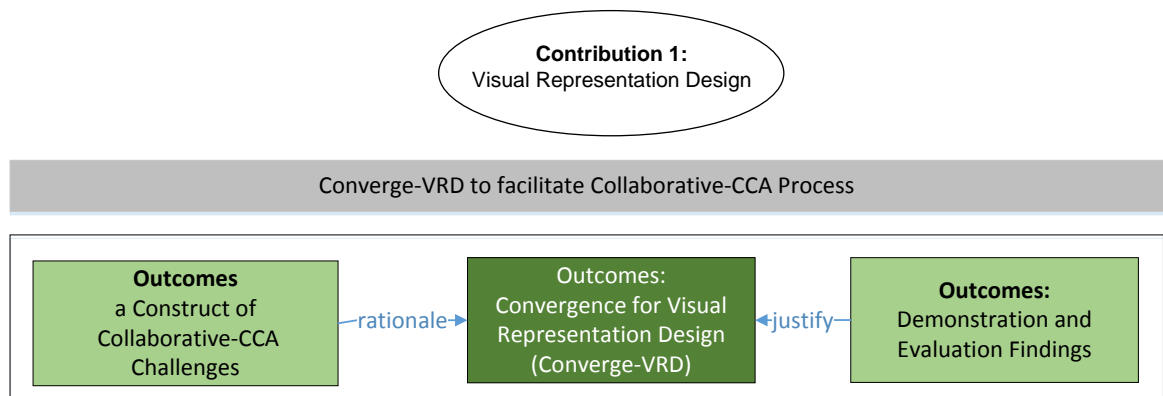 Contribution 1:
Visual Representation Design
Converge-VRD to facilitate Collaborative-CCA Process
Outcomes
a Construct of
Collaborative-CCA
Challenges
rationale
Outcomes:
Convergence for Visual
Representation Design
(Converge-VRD)
justify
Outcomes:
Demonstration and
Evaluation Findings